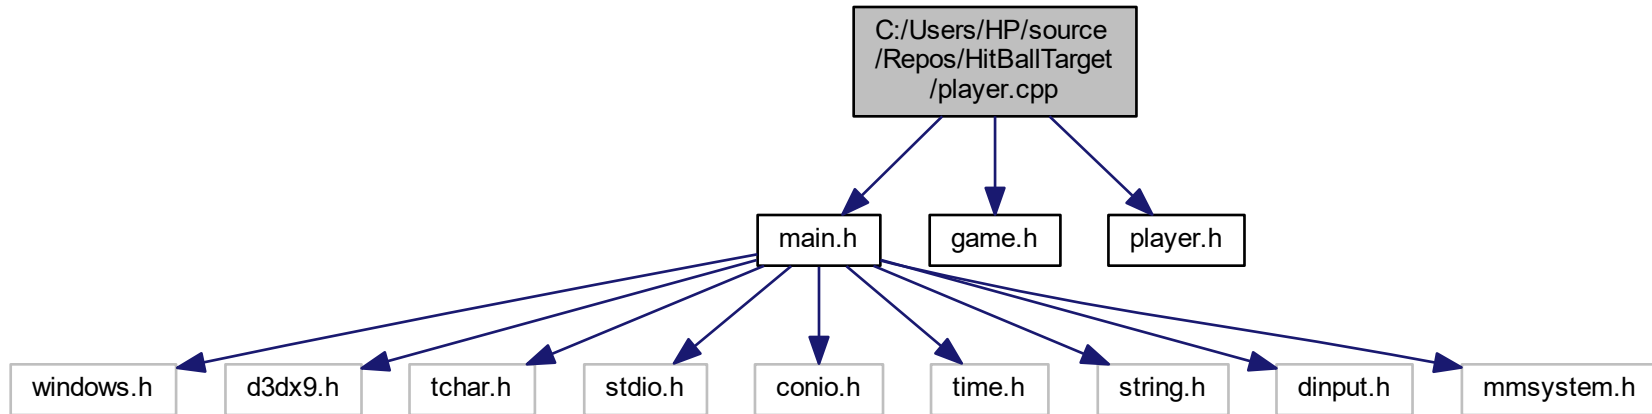 C:/Users/HP/source
/Repos/HitBallTarget
/player.cpp
main.h
game.h
player.h
windows.h
d3dx9.h
tchar.h
stdio.h
conio.h
time.h
string.h
dinput.h
mmsystem.h